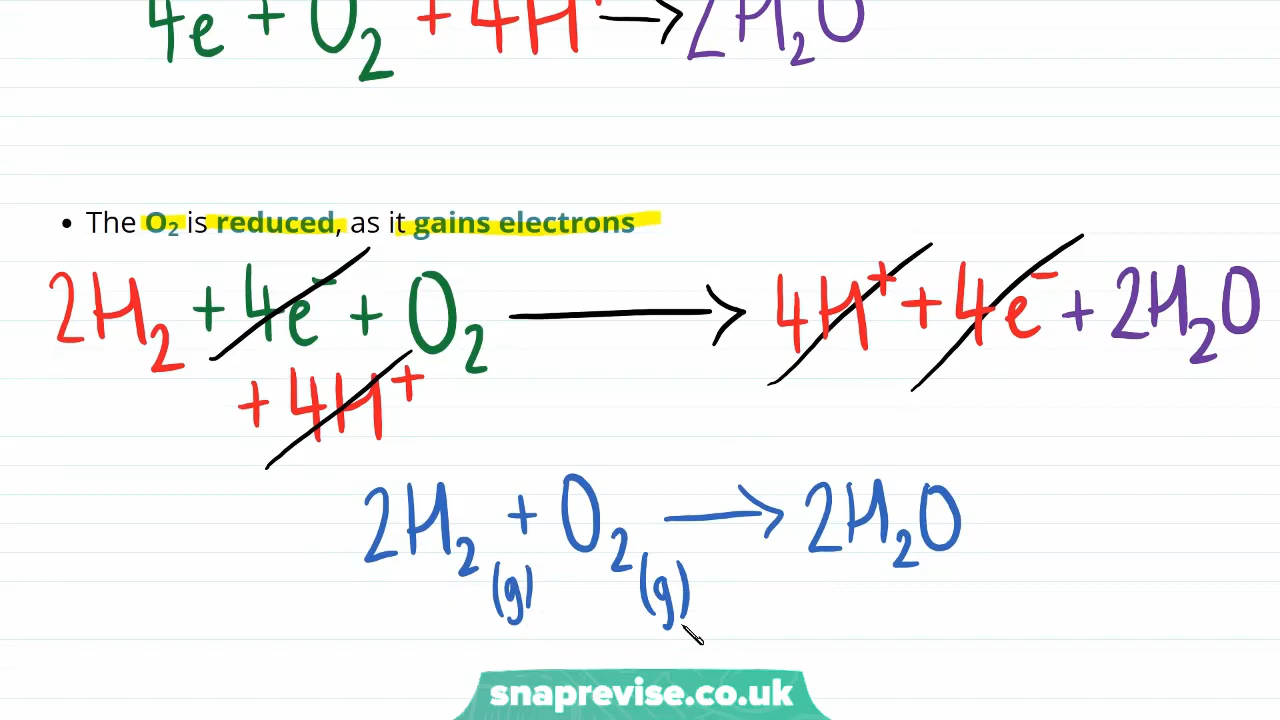 4e + O₂ + 4H⁺ → 2H₂O
• The O₂ is reduced, as it gains electrons
2H₂ + 4e⁻ + O₂ → 4H⁺ + 4e⁻ + 2H₂O
+ 4H⁺
2H₂ + O₂ → 2H₂O
(g) (g)
snaprevise.co.uk